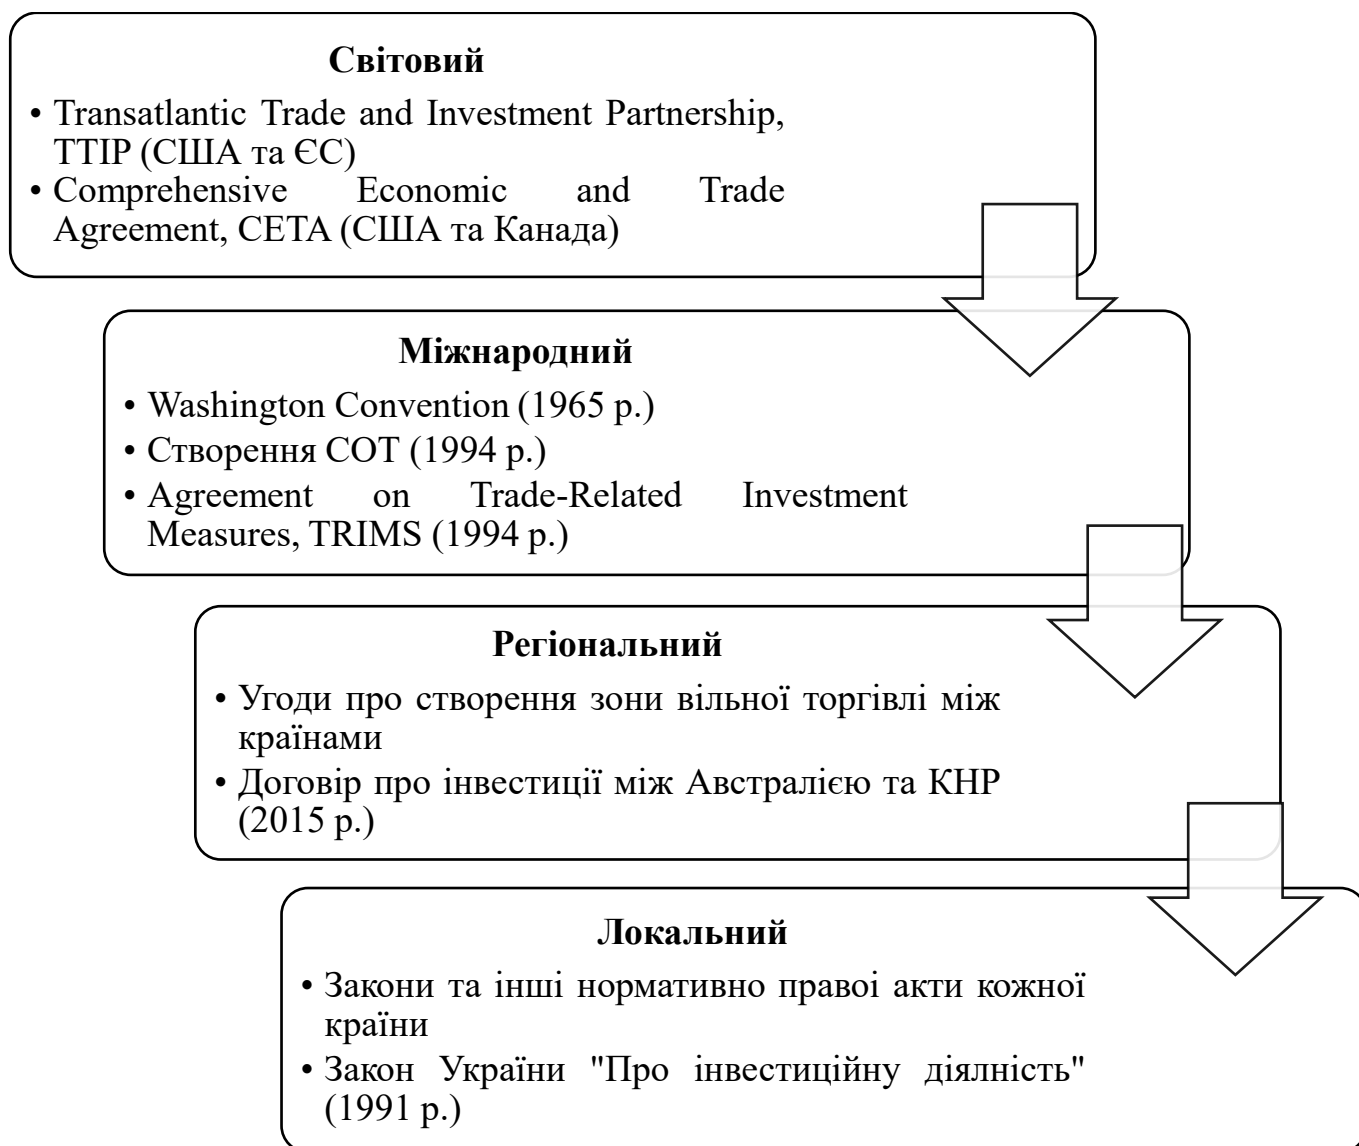 Світовий
• Transatlantic Trade and Investment Partnership,
TTIP (США та ЄС)
• Comprehensive Economic and Trade
Agreement, CETA (США та Канада)
Міжнародний
• Washington Convention (1965 р.)
• Створення СОТ (1994 р.)
• Agreement on Trade-Related Investment
Measures, TRIMS (1994 р.)
Регіональний
• Угоди про створення зони вільної торгівлі між
країнами
• Договір про інвестиції між Австралією та КНР
(2015 р.)
Локальний
• Закони та інші нормативно правоі акти кожної
країни
• Закон України "Про інвестиційну діялність"
(1991 р.)